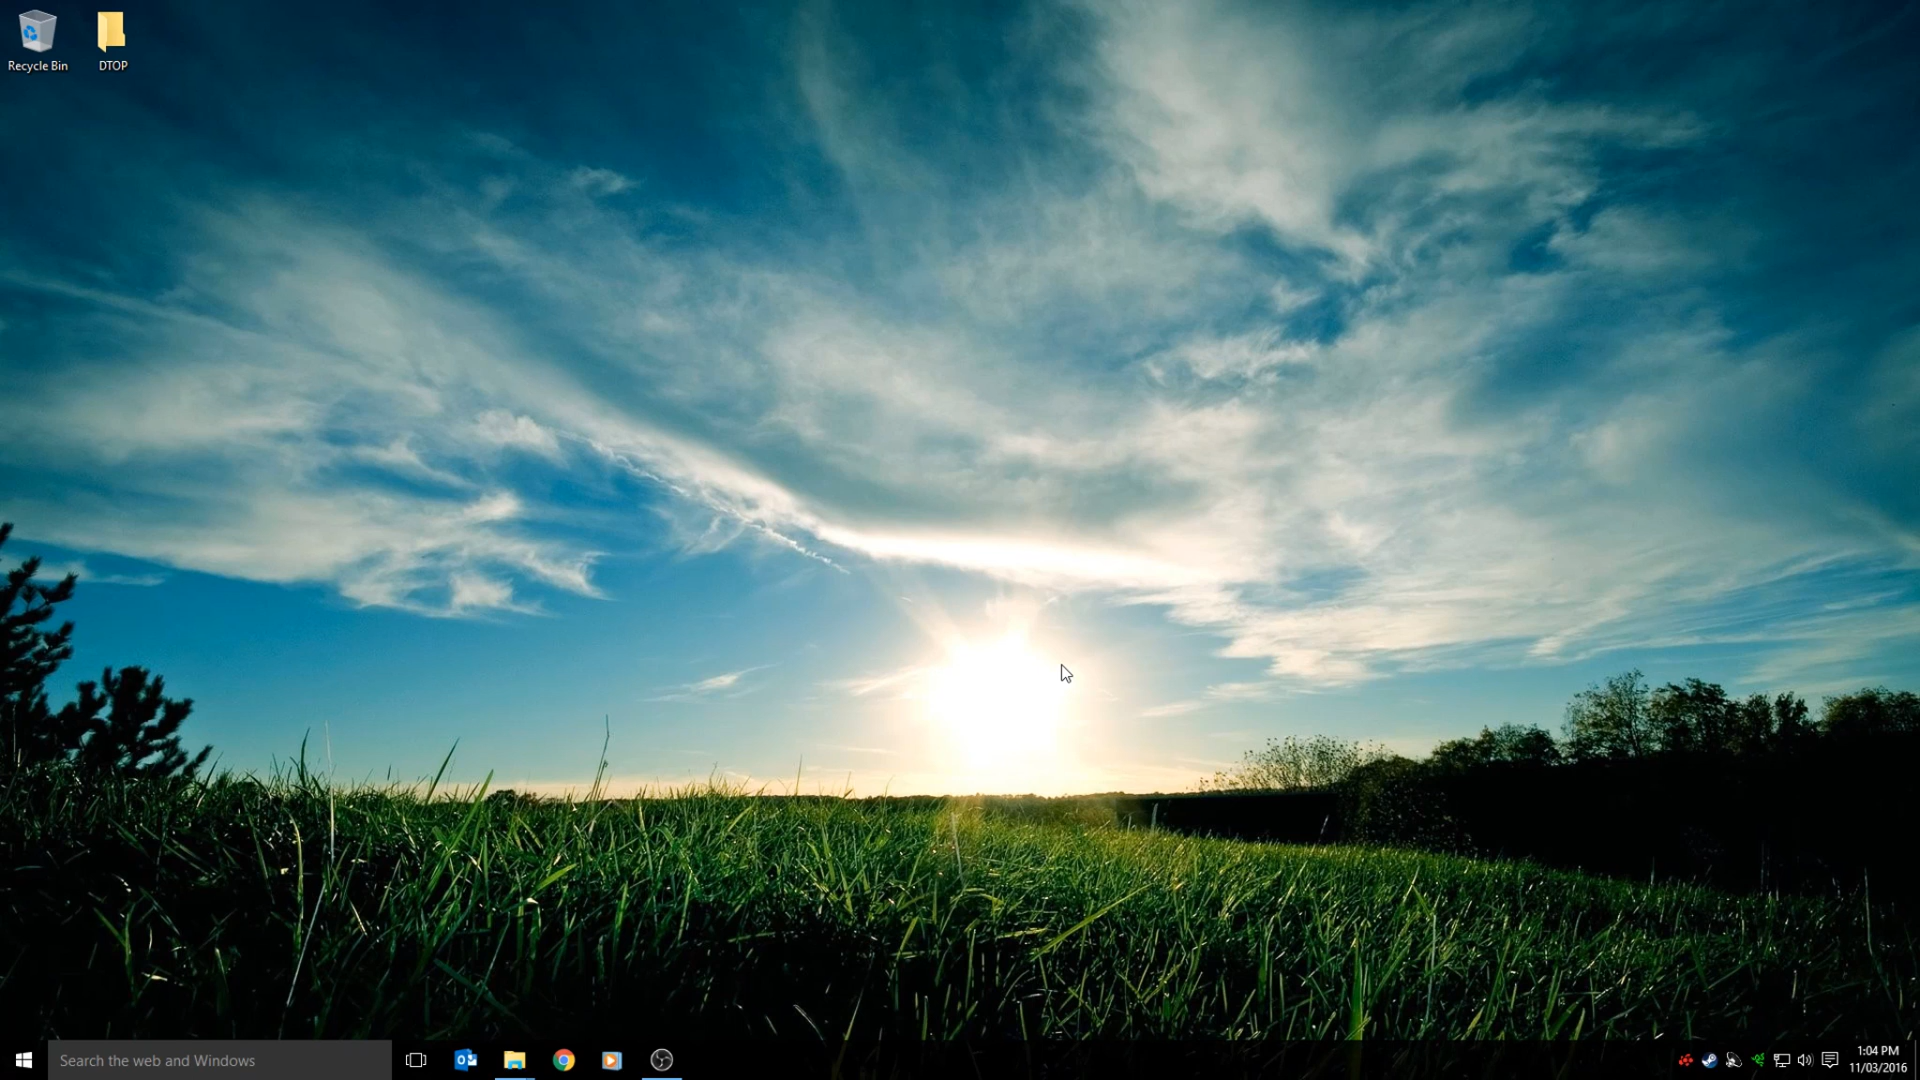 Recycle Bin
DTOP
Search the web and Windows
1:04 PM
11/03/2016